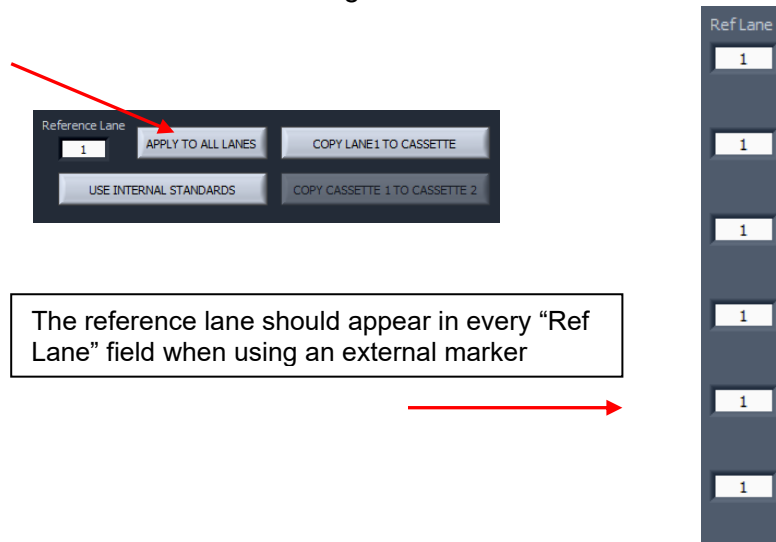 Ref Lane
1
Reference Lane
1
APPLY TO ALL LANES
COPY LANE1 TO CASSETTE
USE INTERNAL STANDARDS
COPY CASSETTE 1 TO CASSETTE 2
1
1
The reference lane should appear in every “Ref
Lane” field when using an external marker
1
1
1